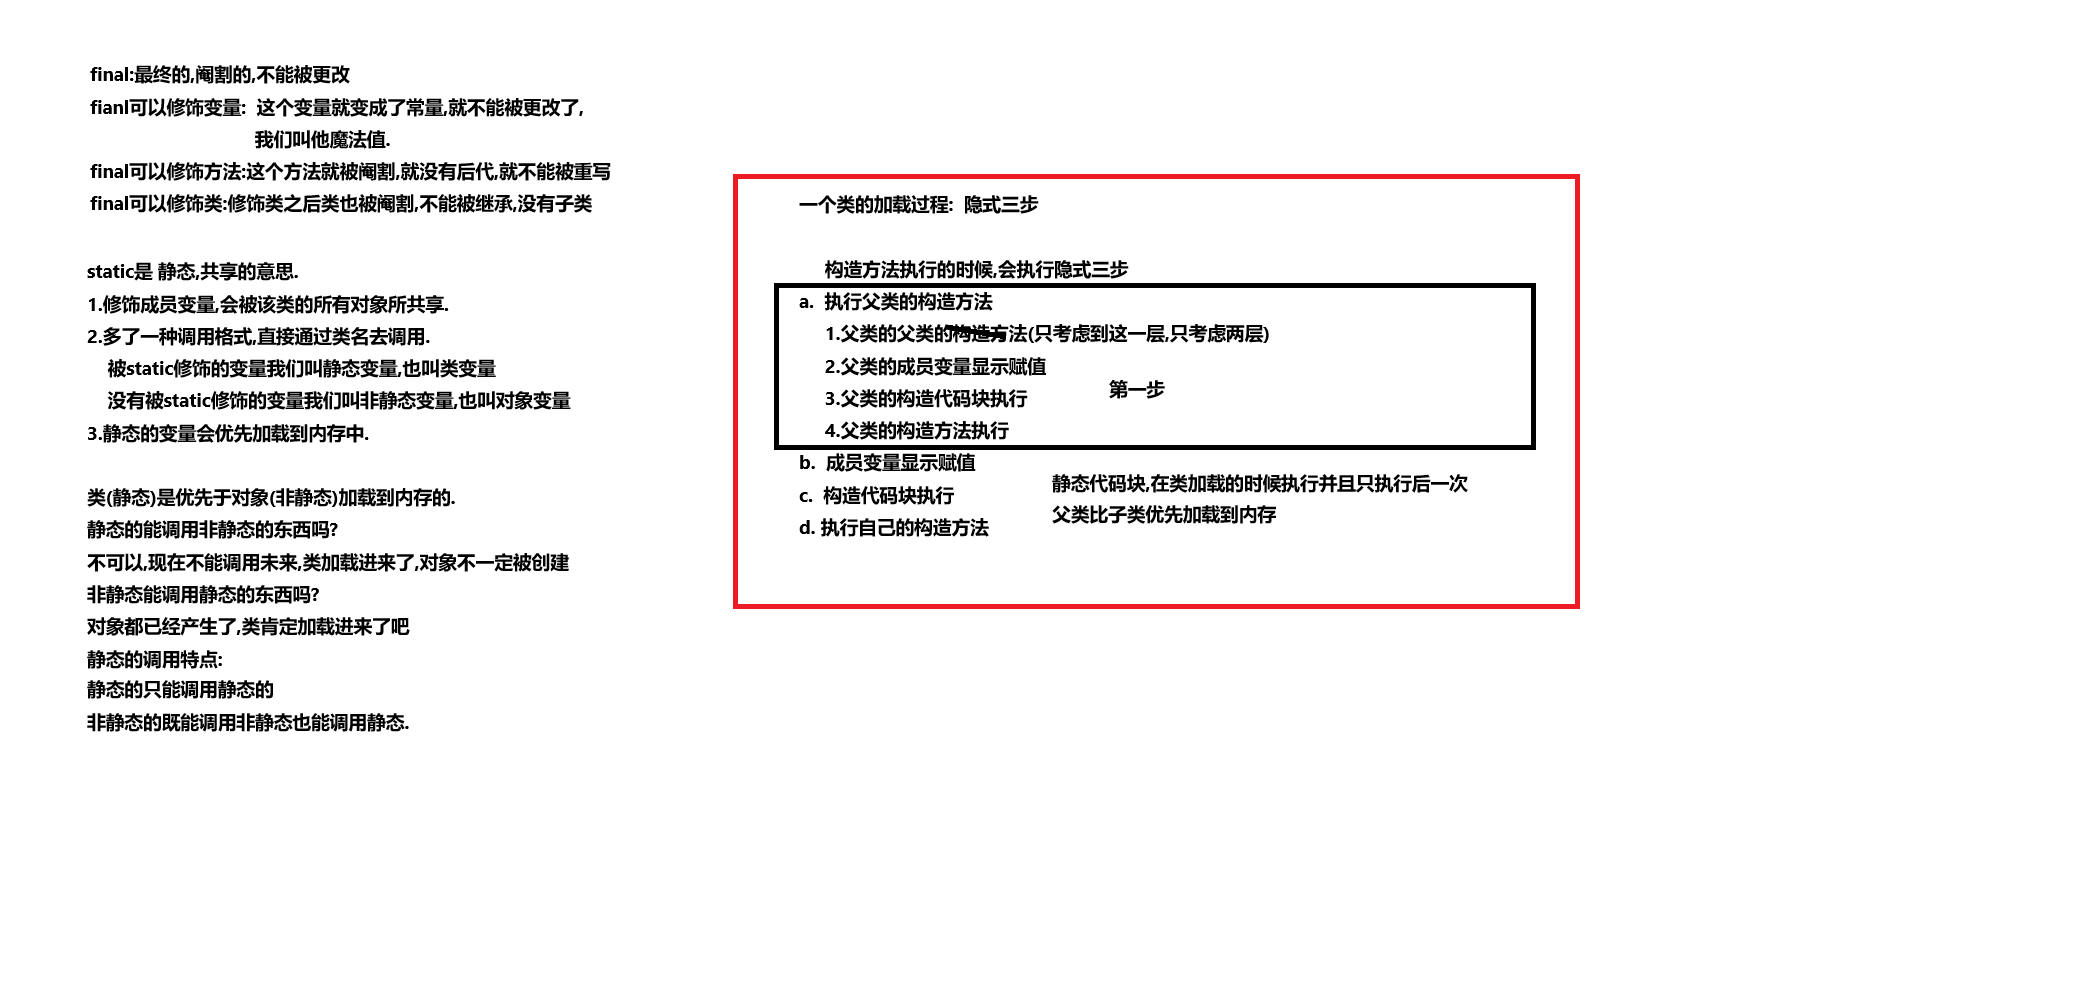 final:最终的,阉割的,不能被更改
fianl可以修饰变量: 这个变量就变成了常量,就不能被更改了,
我们叫他魔法值.
final可以修饰方法:这个方法就被阉割,就没有后代,就不能被重写
final可以修饰类:修饰类之后类也被阉割,不能被继承,没有子类
static是 静态,共享的意思.
1.修饰成员变量,会被该类的所有对象所共享.
2.多了一种调用格式,直接通过类名去调用.
被static修饰的变量我们叫静态变量,也叫类变量
没有被static修饰的变量我们叫非静态变量,也叫对象变量
3.静态的变量会优先加载到内存中.
类(静态)是优先于对象(非静态)加载到内存的.
静态的能调用非静态的东西吗?
不可以,现在不能调用未来,类加载进来了,对象不一定被创建
非静态能调用静态的东西吗?
对象都已经产生了,类肯定加载进来了吧
静态的调用特点:
静态的只能调用静态的
非静态的既能调用非静态也能调用静态.
一个类的加载过程: 隐式三步
构造方法执行的时候,会执行隐式三步
a. 执行父类的构造方法
1.父类的父类的构造方法(只考虑到这一层,只考虑两层)
2.父类的成员变量显示赋值
3.父类的构造代码块执行
4.父类的构造方法执行
第一步
b. 成员变量显示赋值
c. 构造代码块执行
d. 执行自己的构造方法
静态代码块,在类加载的时候执行并且只执行后一次
父类比子类优先加载到内存